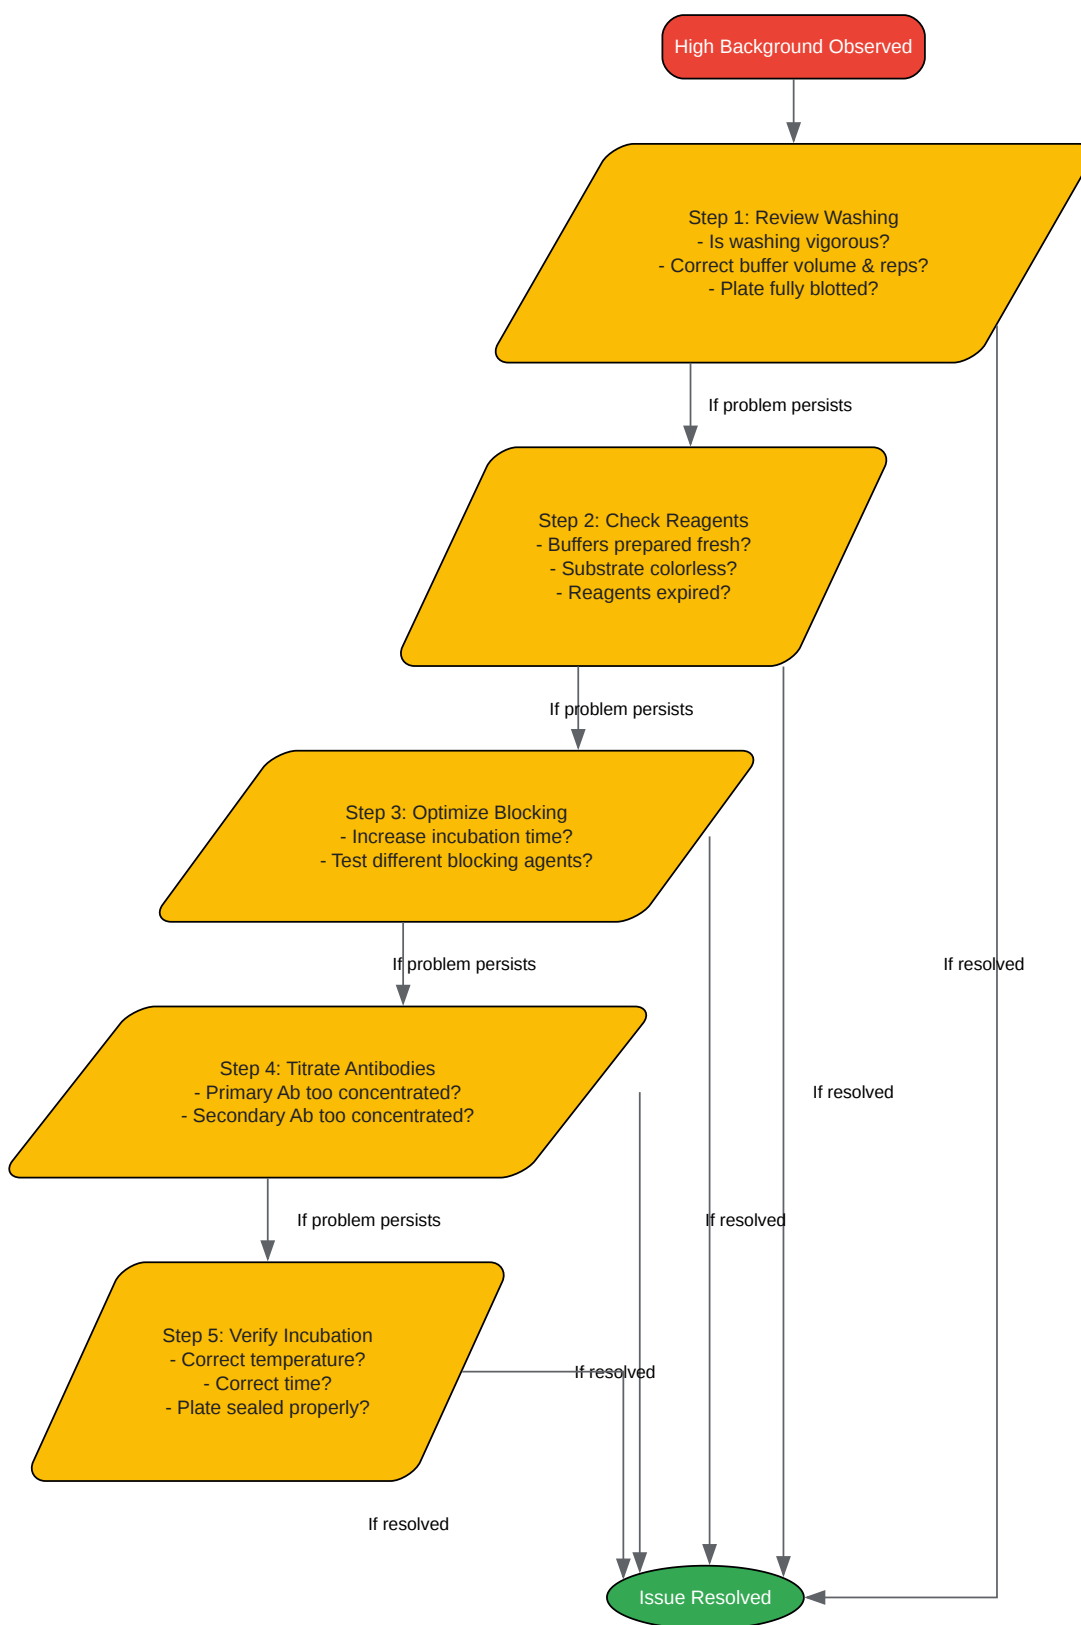 High Background Observed
Step 1: Review Washing
- Is washing vigorous?
- Correct buffer volume & reps?
- Plate fully blotted?
If problem persists
Step 2: Check Reagents
- Buffers prepared fresh?
- Substrate colorless?
- Reagents expired?
If problem persists
Step 3: Optimize Blocking
- Increase incubation time?
- Test different blocking agents?
If problem persists
If resolved
Step 4: Titrate Antibodies
- Primary Ab too concentrated?
- Secondary Ab too concentrated?
If resolved
If problem persists
If resolved
Step 5: Verify Incubation
- Correct temperature?
- Correct time?
- Plate sealed properly?
If resolved
If resolved
Issue Resolved